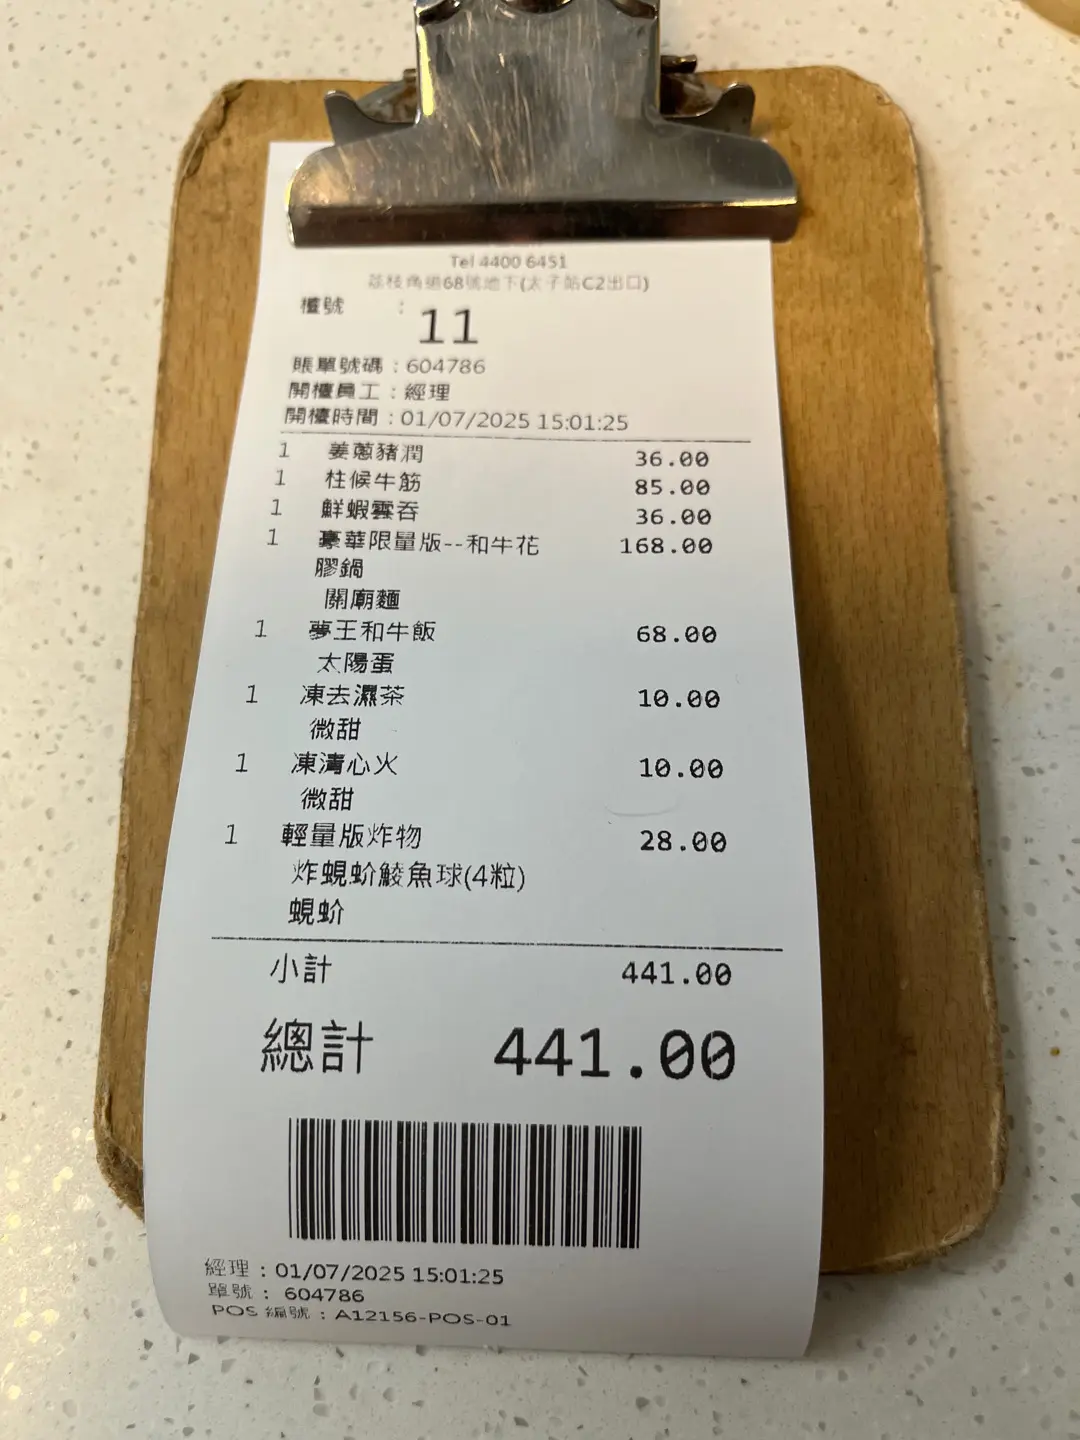 Tel 4400 6451
荔枝角道68號地下(太子站C2出口)
檯號 : 11
賬單號碼 : 604786
開檯員工 : 經理
開檯時間 : 01/07/2025 15:01:25
1 姜蔥豬潤 36.00
1 柱候牛筋 85.00
1 鮮蝦雲吞 36.00
1 豪華限量版--和牛花 168.00
膠鍋
關廟麵
1 夢王和牛飯 68.00
太陽蛋
1 凍去濕茶 10.00
微甜
1 凍清心火 10.00
微甜
1 輕量版炸物 28.00
炸蜆蚧鯪魚球(4粒)
蜆蚧
小計 441.00
總計 441.00
經理 : 01/07/2025 15:01:25
單號 : 604786
POS 編號 : A12156-POS-01